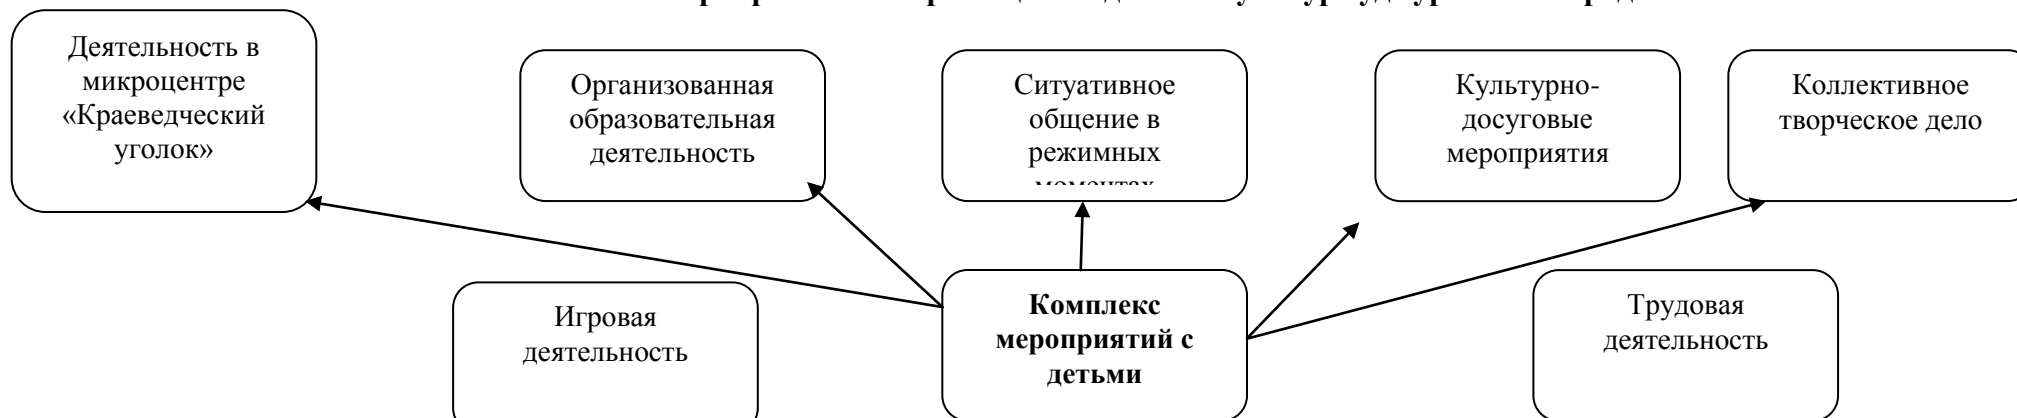 Деятельность в
микроцентре
«Краеведческий
уголок»
Организованная
образовательная
деятельность
Ситуативное
общение в
режимных
моментах
Культурно-
досуговые
мероприятия
Коллективное
творческое дело
Игровая
деятельность
Комплекс
мероприятий с
детьми
Трудовая
деятельность